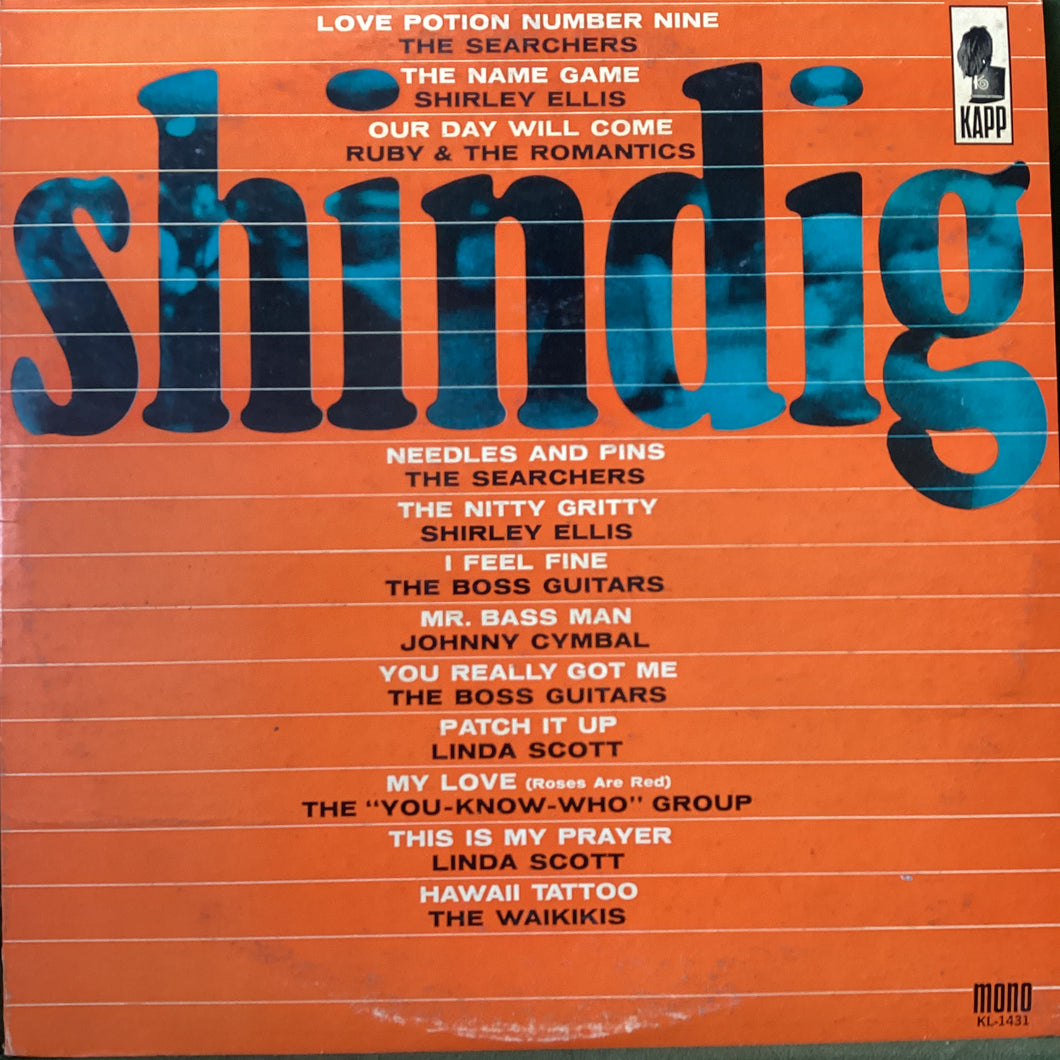 LOVE POTION NUMBER NINE
THE SEARCHERS
THE NAME GAME
SHIRLEY ELLIS
OUR DAY WILL COME
RUBY & THE ROMANTICS
KAPP
shindig
NEEDLES AND PINS
THE SEARCHERS
THE NITTY GRITTY
SHIRLEY ELLIS
I FEEL FINE
THE BOSS GUITARS
MR. BASS MAN
JOHNNY CYMBAL
YOU REALLY GOT ME
THE BOSS GUITARS
PATCH IT UP
LINDA SCOTT
MY LOVE (Roses Are Red)
THE "YOU-KNOW-WHO" GROUP
THIS IS MY PRAYER
LINDA SCOTT
HAWAII TATTOO
THE WAIKIKIS
mono
KL-1431